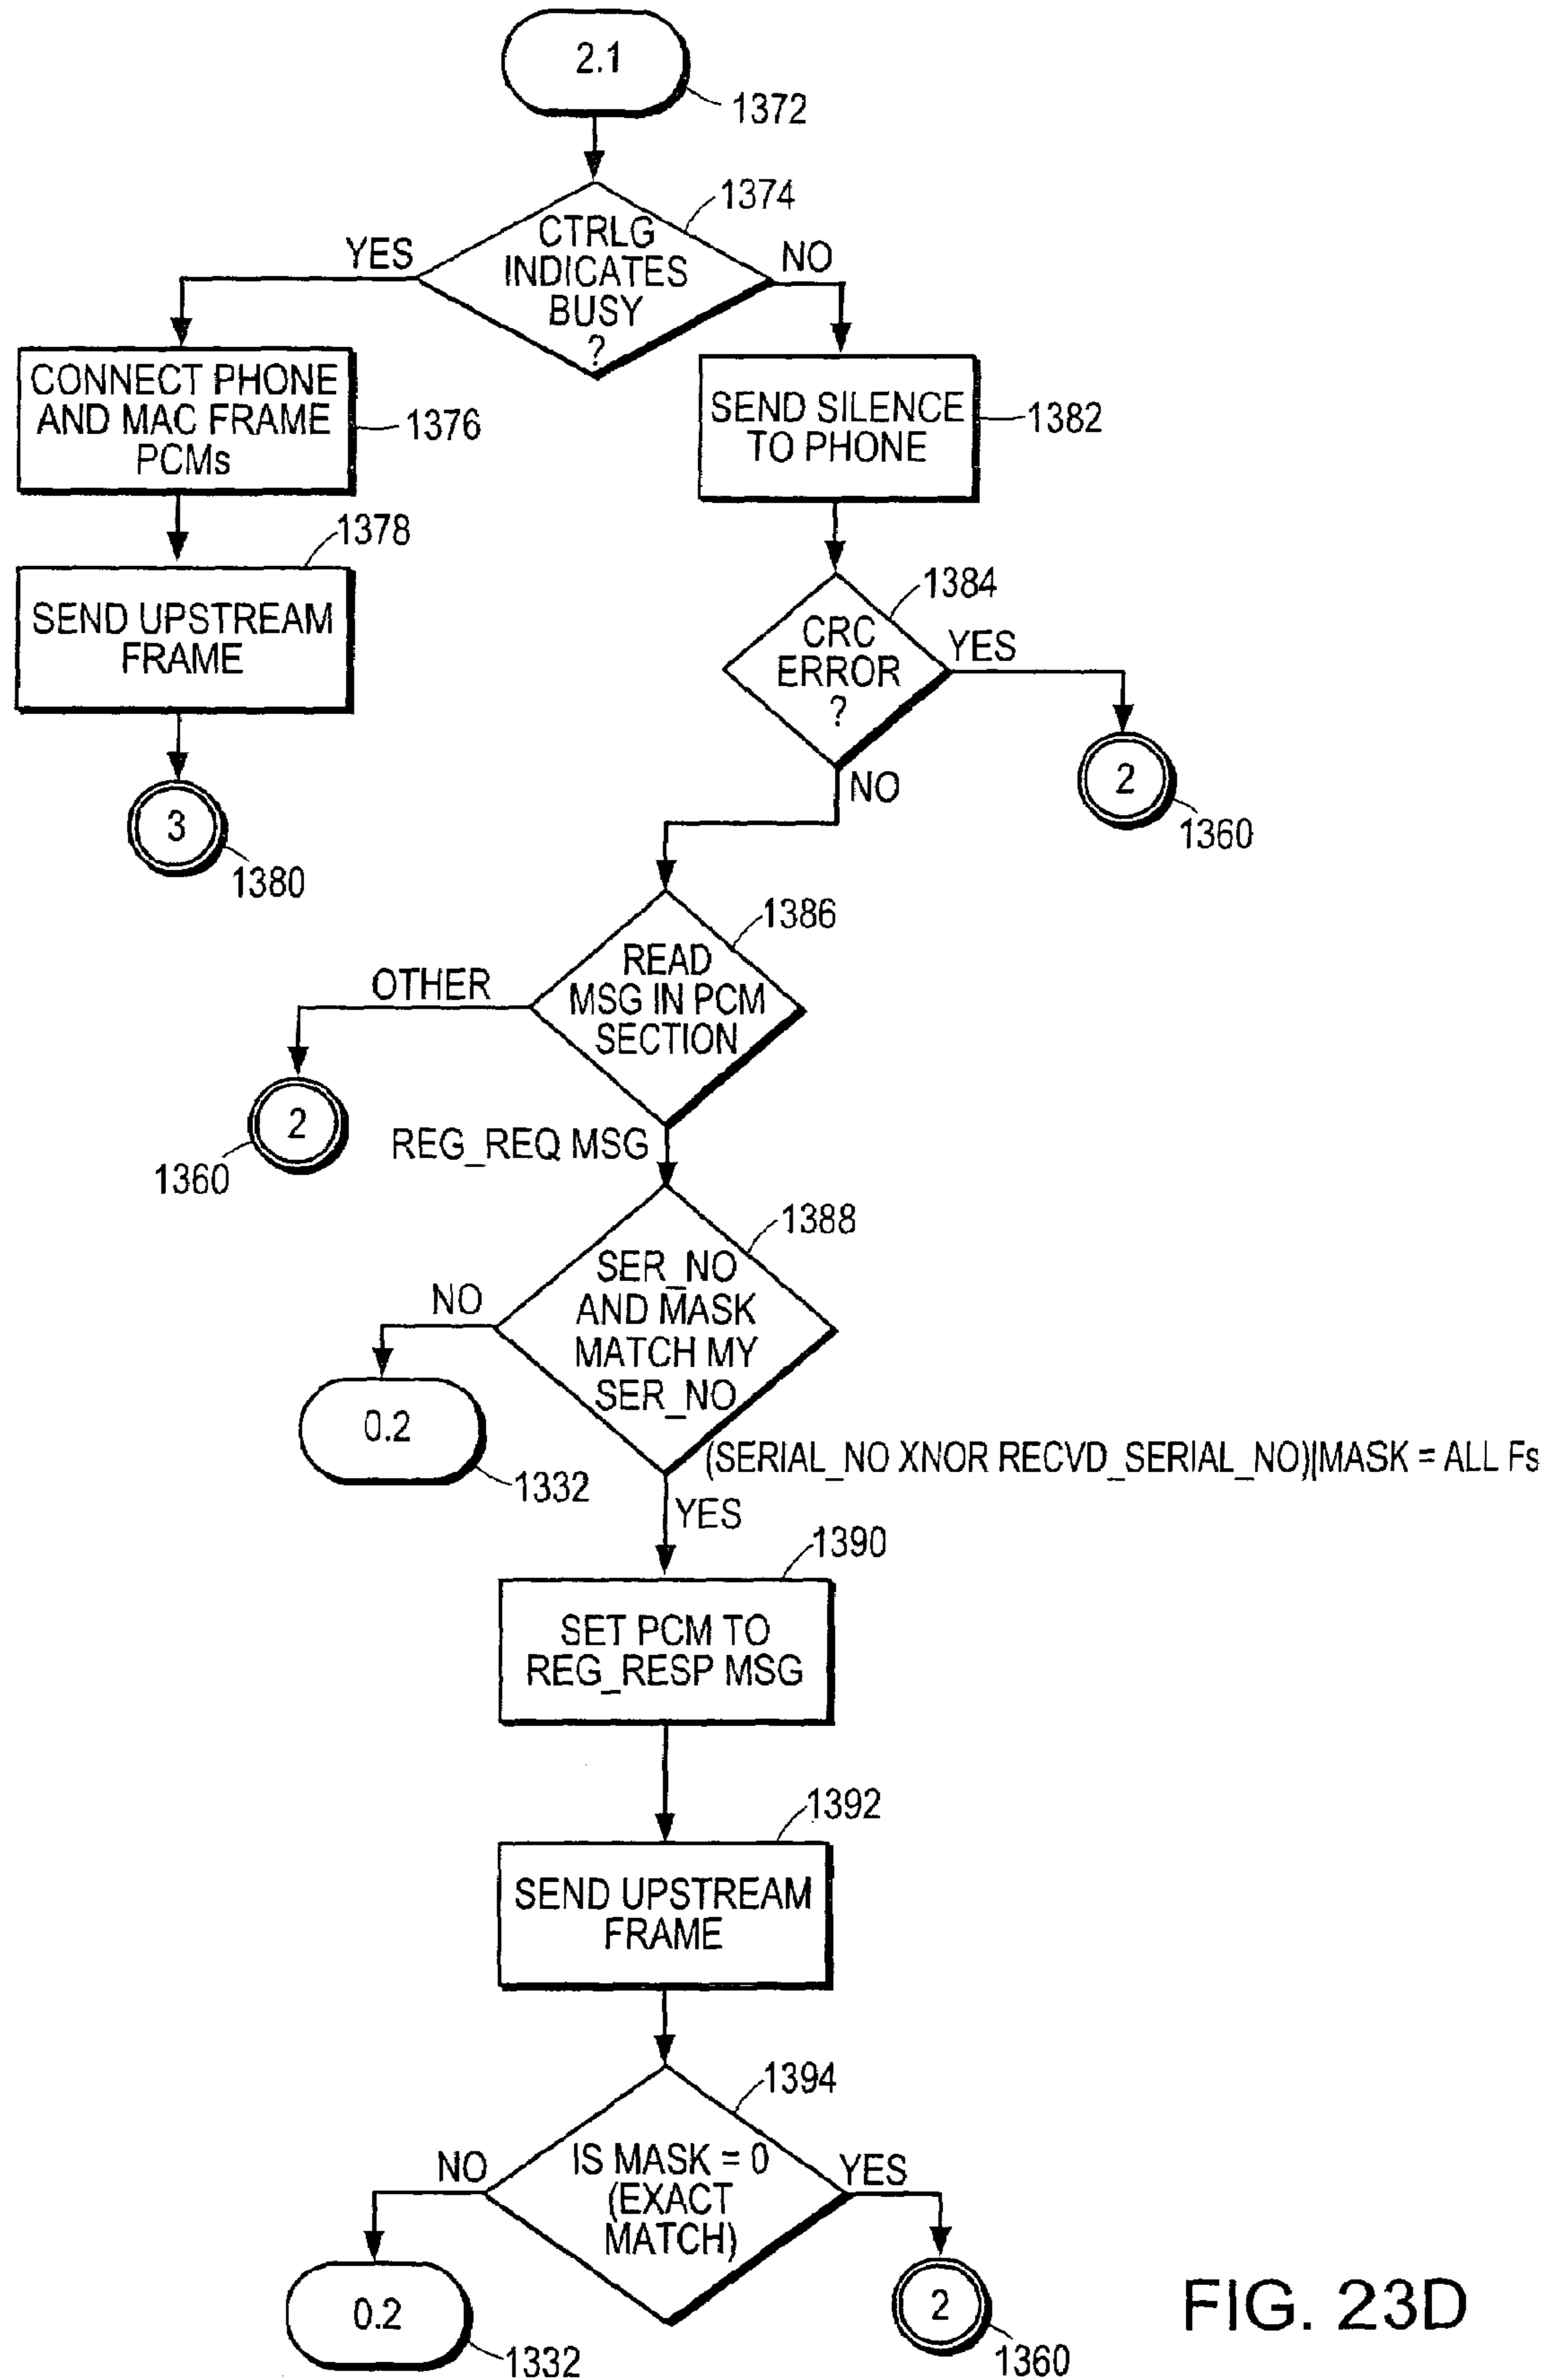 2.1
1372
1374
CTRLG
INDICATES
BUSY
?
YES
NO
CONNECT PHONE
AND MAC FRAME
PCMs
1376
SEND SILENCE
TO PHONE
1382
1378
SEND UPSTREAM
FRAME
1384
CRC
ERROR
?
YES
NO
2
1360
3
1380
1386
READ
MSG IN PCM
SECTION
OTHER
2
1360
REG_REQ MSG
1388
SER_NO
AND MASK
MATCH MY
SER_NO
NO
0.2
1332
(SERIAL_NO XNOR RECVD_SERIAL_NO)|MASK = ALL Fs
YES
1390
SET PCM TO
REG_RESP MSG
1392
SEND UPSTREAM
FRAME
1394
IS MASK = 0
(EXACT
MATCH)
NO
YES
0.2
1332
2
1360
FIG. 23D